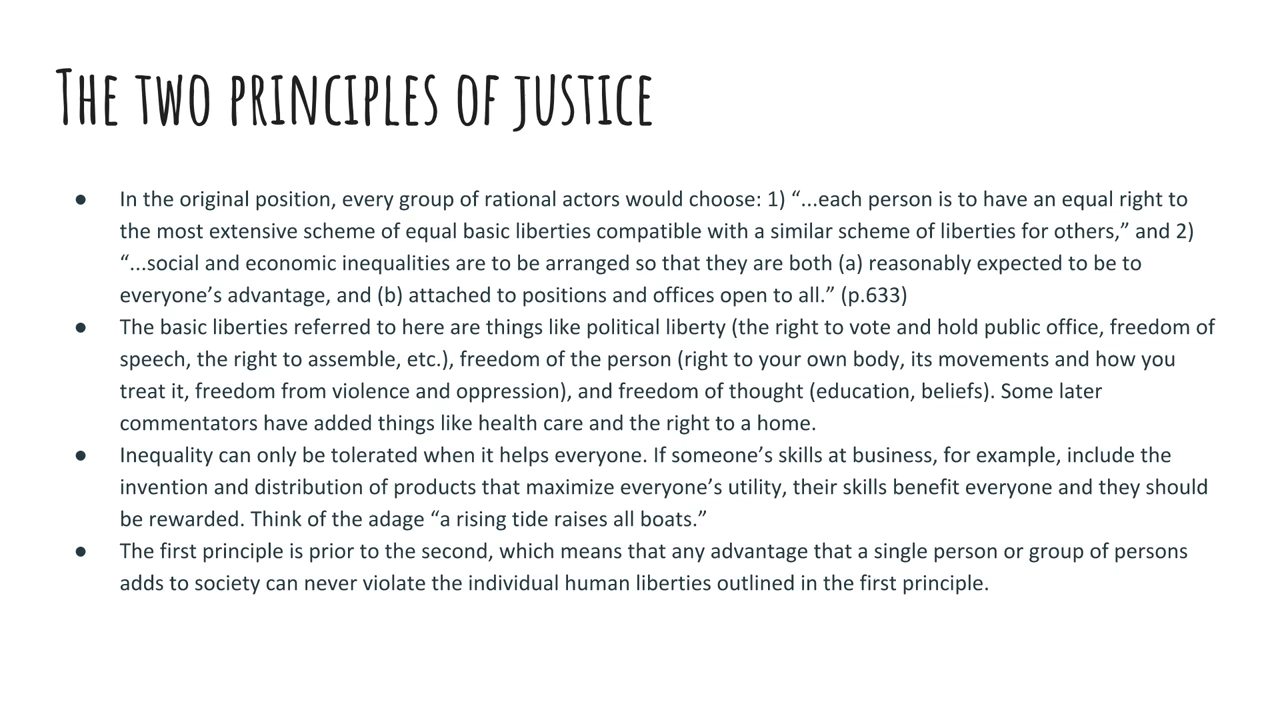 The two principles of justice
● In the original position, every group of rational actors would choose: 1) “...each person is to have an equal right to
the most extensive scheme of equal basic liberties compatible with a similar scheme of liberties for others,” and 2)
“...social and economic inequalities are to be arranged so that they are both (a) reasonably expected to be to
everyone’s advantage, and (b) attached to positions and offices open to all.” (p.633)
● The basic liberties referred to here are things like political liberty (the right to vote and hold public office, freedom of
speech, the right to assemble, etc.), freedom of the person (right to your own body, its movements and how you
treat it, freedom from violence and oppression), and freedom of thought (education, beliefs). Some later
commentators have added things like health care and the right to a home.
● Inequality can only be tolerated when it helps everyone. If someone’s skills at business, for example, include the
invention and distribution of products that maximize everyone’s utility, their skills benefit everyone and they should
be rewarded. Think of the adage “a rising tide raises all boats.”
● The first principle is prior to the second, which means that any advantage that a single person or group of persons
adds to society can never violate the individual human liberties outlined in the first principle.